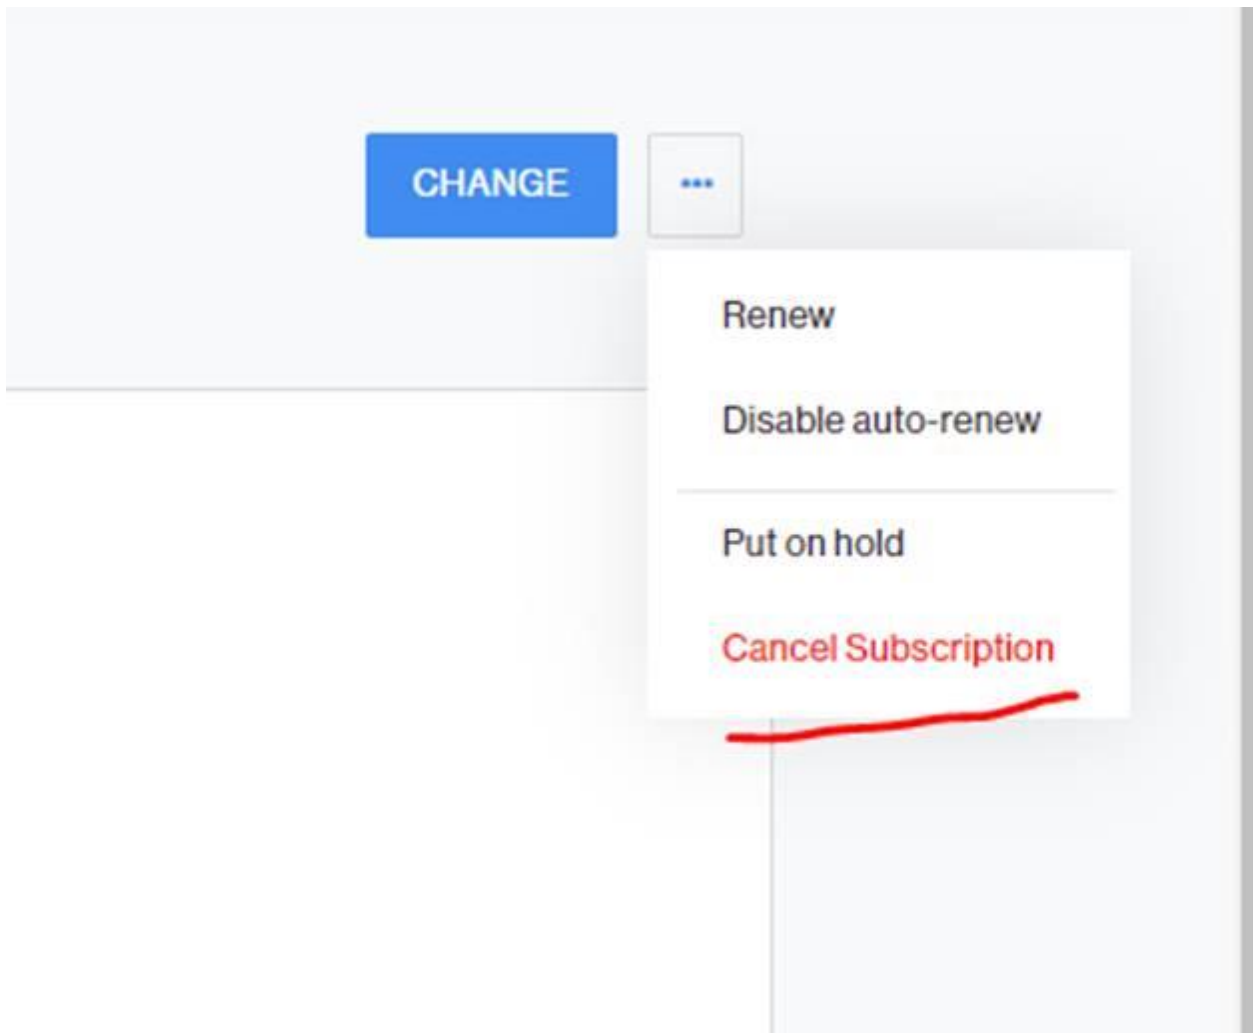 CHANGE ...
Renew
Disable auto-renew
Put on hold
Cancel Subscription